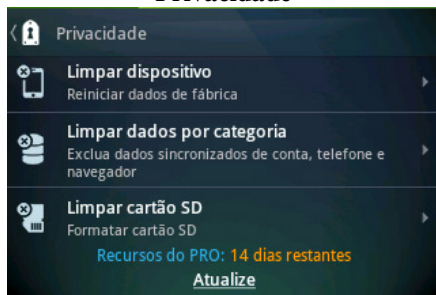 Privacidade
Limpar dispositivo
Reiniciar dados de fábrica
Limpar dados por categoria
Exclua dados sincronizados de conta, telefone e
navegador
Limpar cartão SD
Formatar cartão SD
Recursos do PRO: 14 dias restantes
Atualize